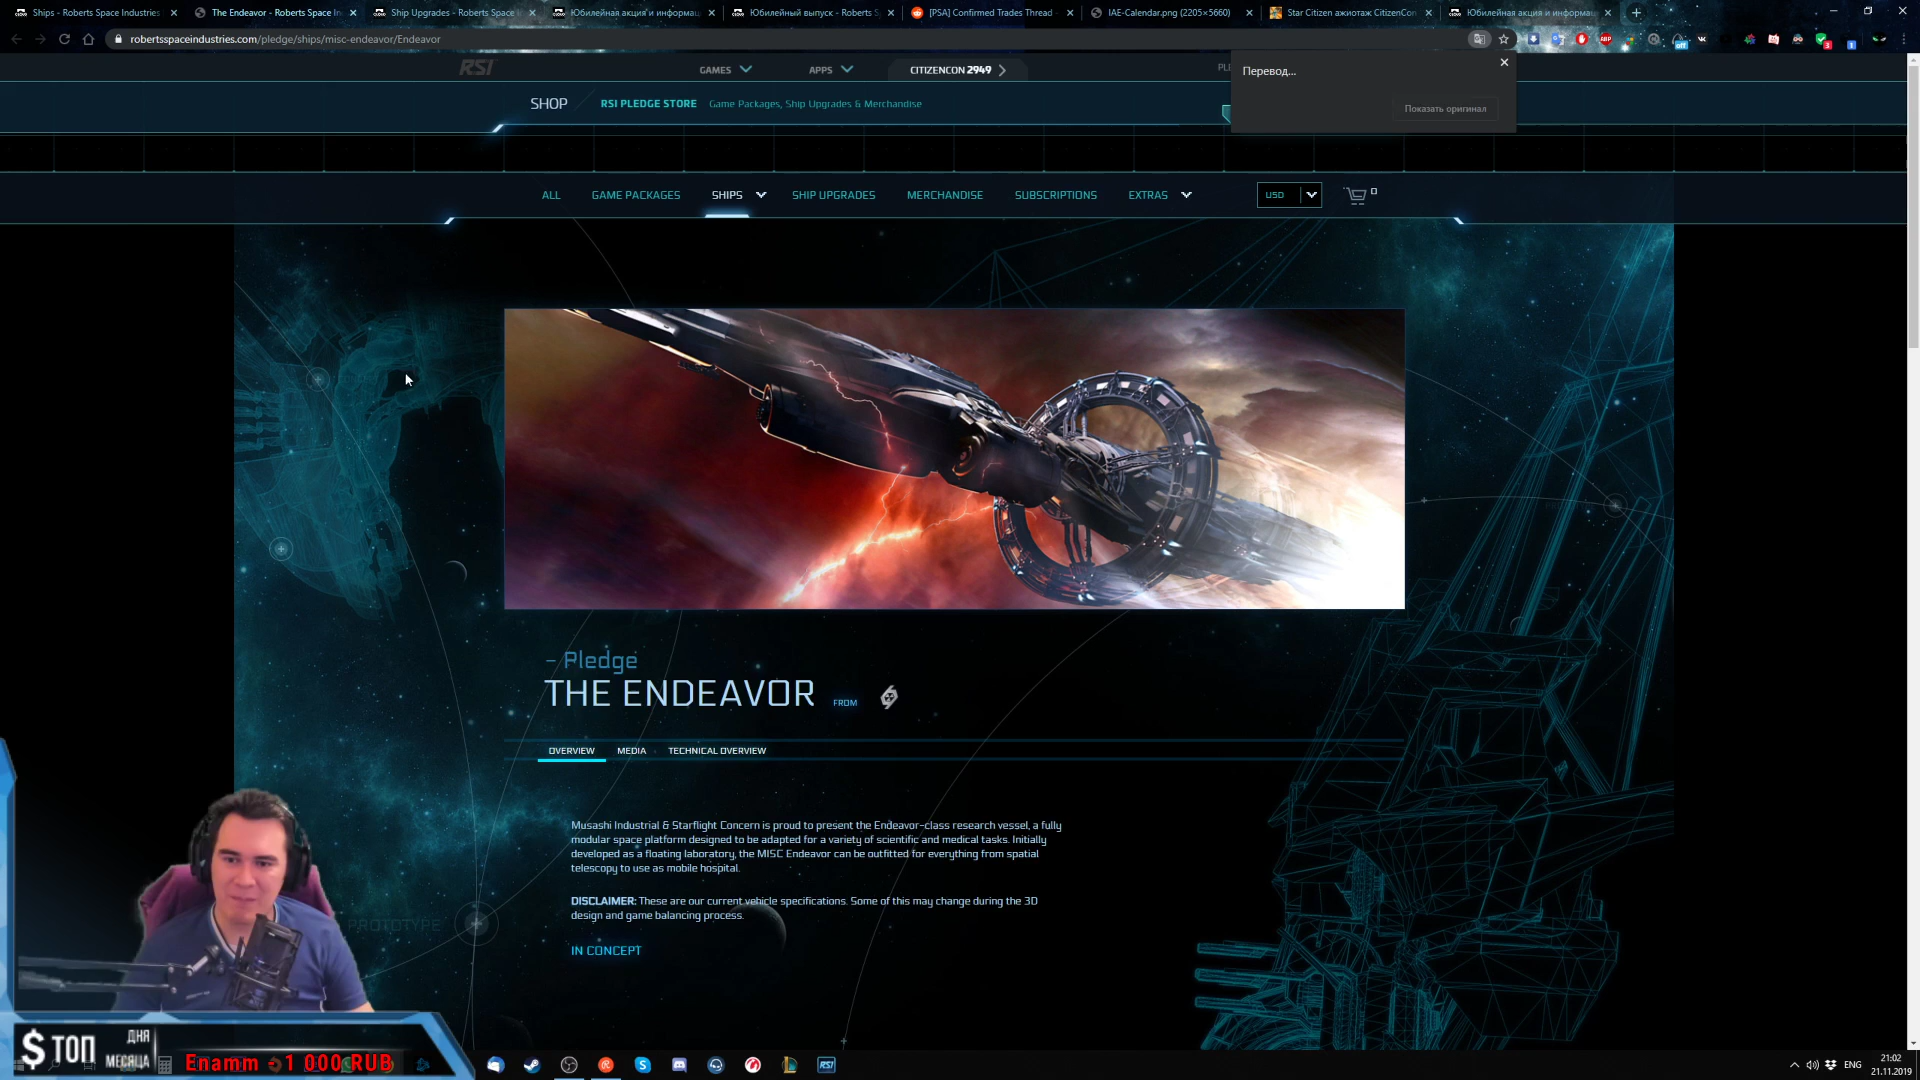 Ships - Roberts Space Industries
The Endeavor - Roberts Space In
Ship Upgrades - Roberts Space I
Юбилейная акция и информац
Юбилейный выпуск - Roberts S
[PSA] Confirmed Trades Thread
IAE-Calendar.png (2205×5660)
Star Citizen ажиотаж CitizenCon
Юбилейная акция и информац
robertsspaceindustries.com/pledge/ships/misc-endeavor/Endeavor
Перевод...
Показать оригинал
RSI
GAMES
APPS
CITIZENCON 2949
SHOP
RSI PLEDGE STORE
Game Packages, Ship Upgrades & Merchandise
ALL
GAME PACKAGES
SHIPS
SHIP UPGRADES
MERCHANDISE
SUBSCRIPTIONS
EXTRAS
USD
0
– Pledge
THE ENDEAVOR
FROM
OVERVIEW
MEDIA
TECHNICAL OVERVIEW
Musashi Industrial & Starflight Concern is proud to present the Endeavor-class research vessel, a fully
modular space platform designed to be adapted for a variety of scientific and medical tasks. Initially
developed as a floating laboratory, the MISC Endeavor can be outfitted for everything from spatial
telescopy to use as mobile hospital.
DISCLAIMER: These are our current vehicle specifications. Some of this may change during the 3D
design and game balancing process.
IN CONCEPT
PROTOTYPE
$ТОП
ДНЯ
МЕСЯЦА
Enamm - 1 000 RUB
RSI
ENG
21:02
21.11.2019